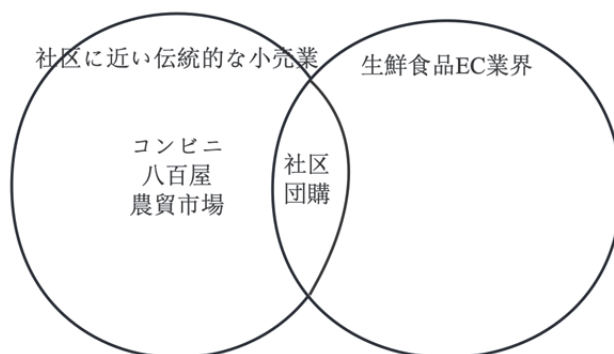 社区に近い伝統的な小売業
生鮮食品EC業界
コンビニ
八百屋
農貿市場
社区
団購